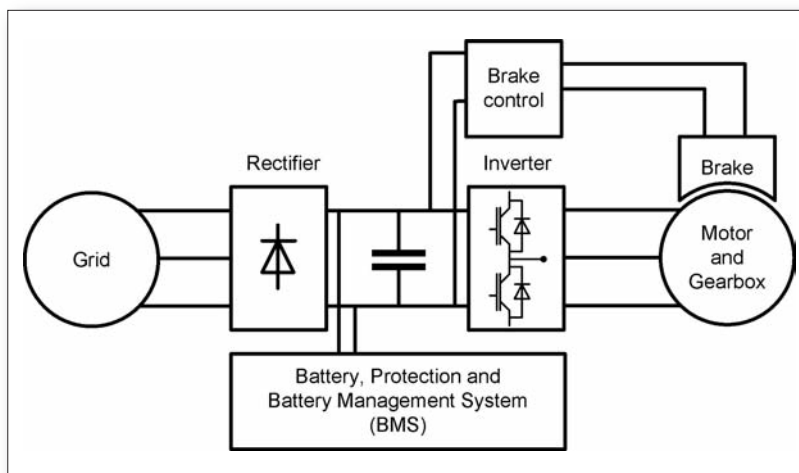 Brake
control
Rectifier
Inverter
Brake
Grid
Motor
and
Gearbox
Battery, Protection and
Battery Management System
(BMS)